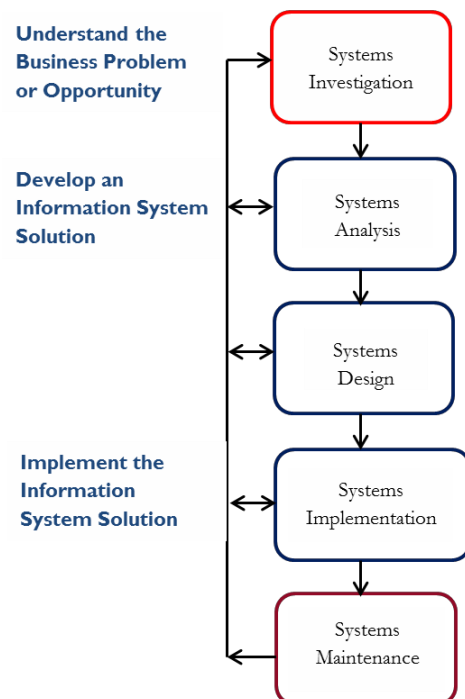 Understand the
Business Problem
or Opportunity
Systems
Investigation
Develop an
Information System
Solution
Systems
Analysis
Systems
Design
Implement the
Information
System Solution
Systems
Implementation
Systems
Maintenance